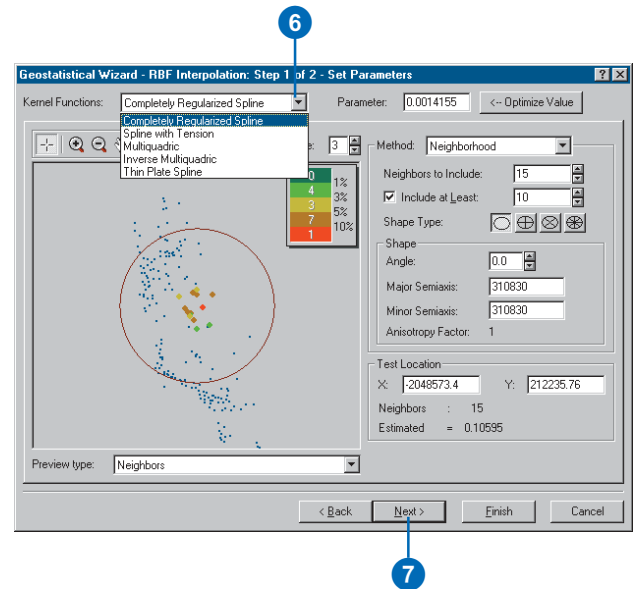 6
Geostatistical Wizard - RBF Interpolation: Step 1 of 2 - Set Parameters
Kernel Functions: Completely Regularized Spline Parameter: 0.0014155 <-- Optimize Value
Completely Regularized Spline
Spline with Tension
Multiquadric
Inverse Multiquadric
Thin Plate Spline
3
0
4
3
7
1
1%
3%
5%
10%
Method: Neighborhood
Neighbors to Include: 15
Include at Least: 10
Shape Type:
Shape
Angle: 0.0
Major Semiaxis: 310830
Minor Semiaxis: 310830
Anisotropy Factor: 1
Test Location
X: -2048573.4 Y: 212235.76
Neighbors : 15
Estimated = 0.10595
Preview type: Neighbors
< Back Next > Finish Cancel
7